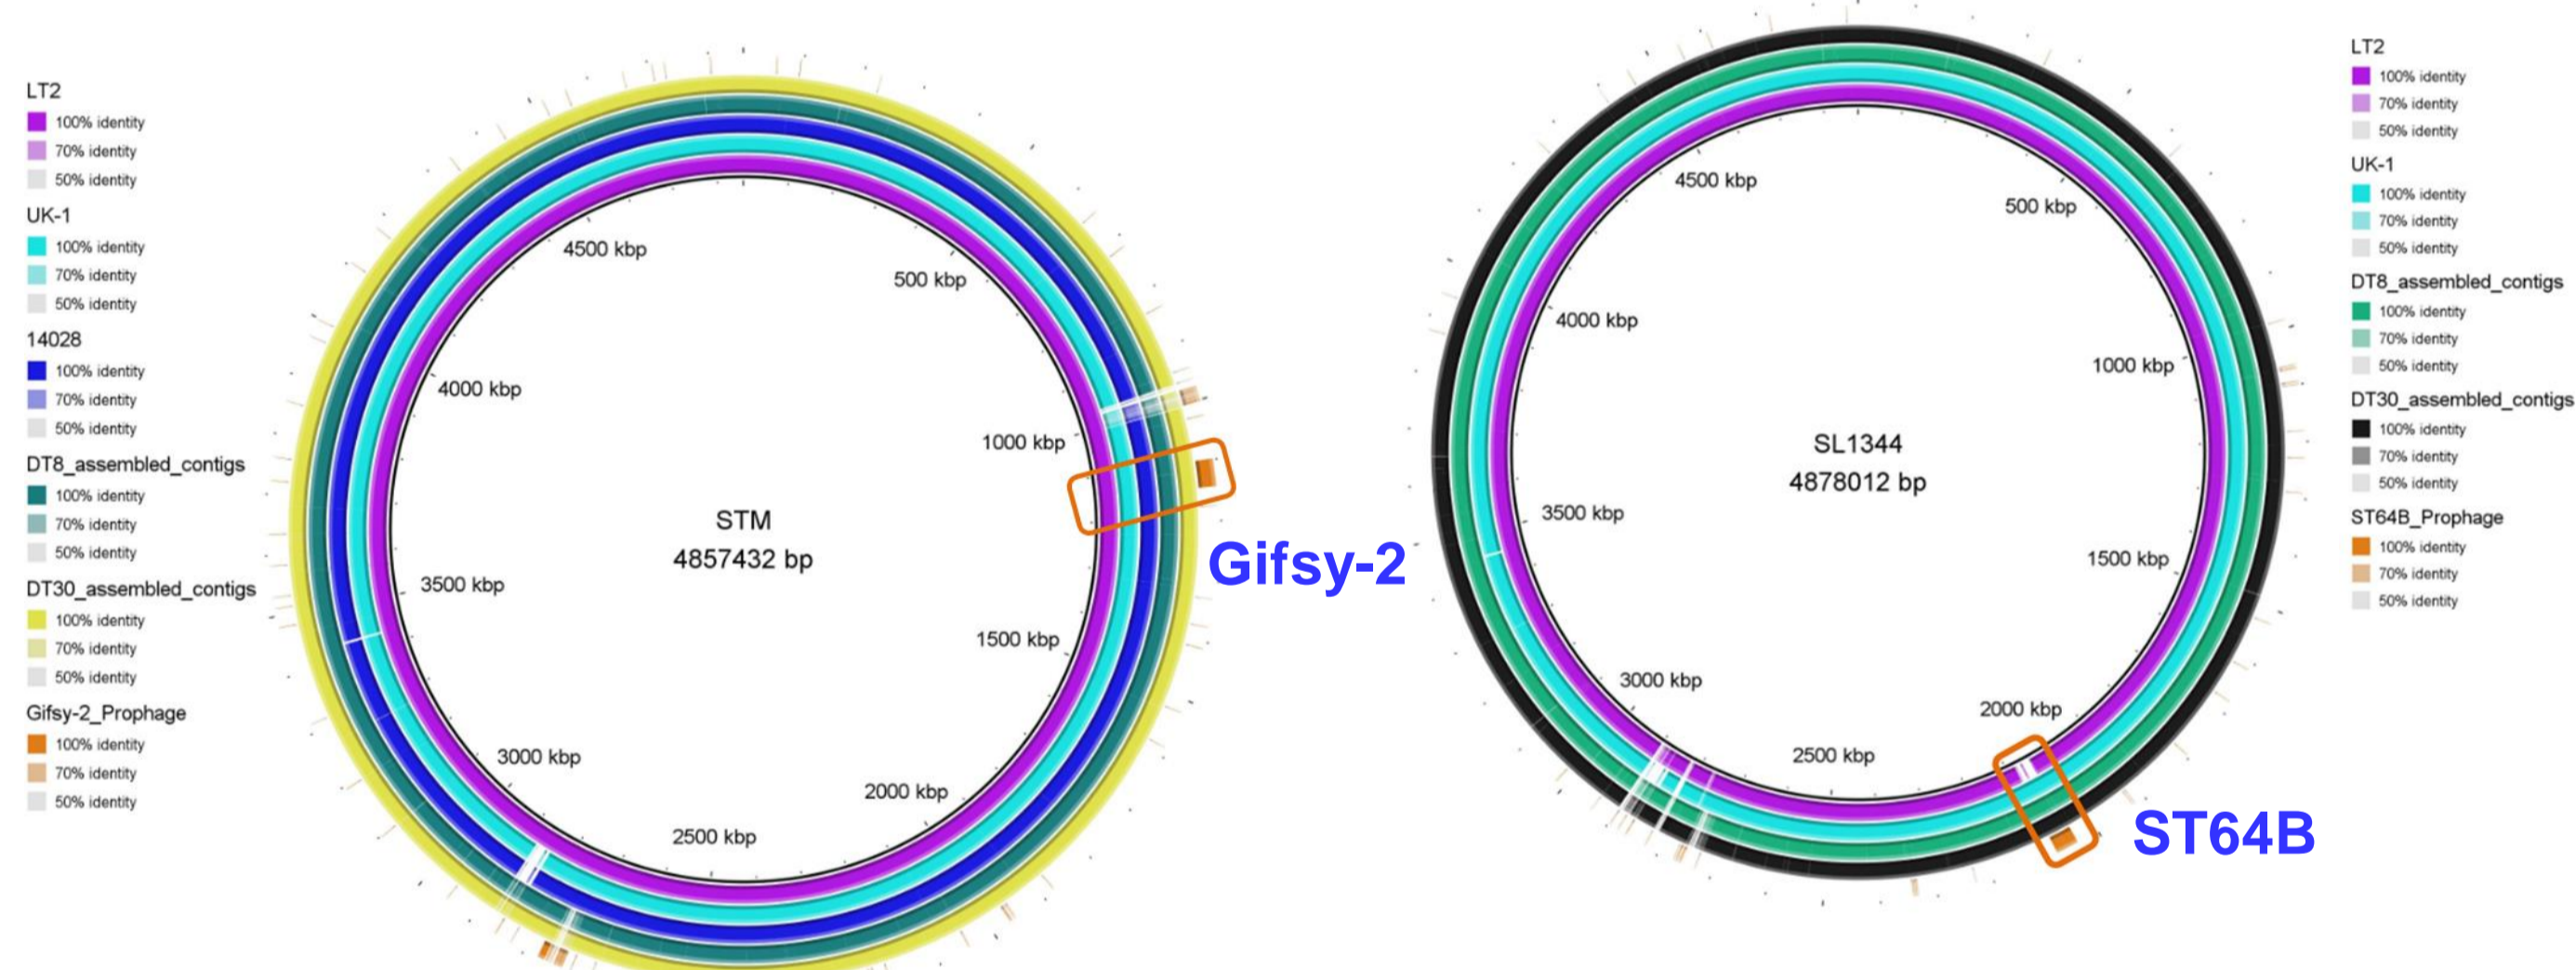 LT2
100% identity
70% identity
50% identity
UK-1
100% identity
70% identity
50% identity
14028
100% identity
70% identity
50% identity
DT8_assembled_contigs
100% identity
70% identity
50% identity
DT30_assembled_contigs
100% identity
70% identity
50% identity
Gifsy-2_Prophage
100% identity
70% identity
50% identity
4500 kbp
500 kbp
4000 kbp
1000 kbp
STM
4857432 bp
3500 kbp
1500 kbp
3000 kbp
2000 kbp
2500 kbp
Gifsy-2
4500 kbp
500 kbp
4000 kbp
1000 kbp
SL1344
4878012 bp
3500 kbp
1500 kbp
3000 kbp
2000 kbp
2500 kbp
ST64B
LT2
100% identity
70% identity
50% identity
UK-1
100% identity
70% identity
50% identity
DT8_assembled_contigs
100% identity
70% identity
50% identity
DT30_assembled_contigs
100% identity
70% identity
50% identity
ST64B_Prophage
100% identity
70% identity
50% identity